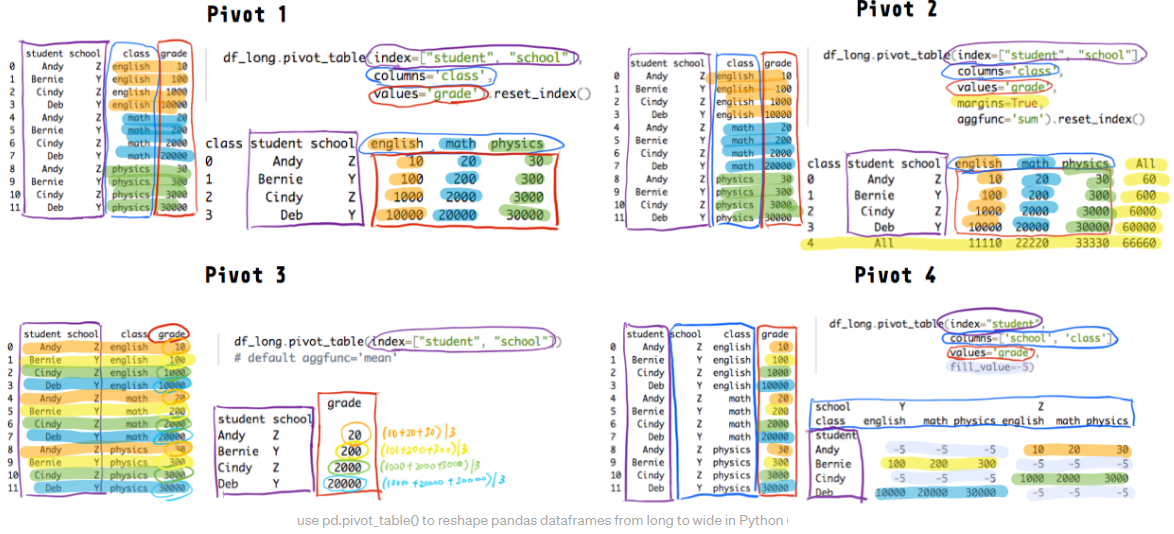 Pivot 1
student school class grade
0 Andy Z english 10
1 Bernie Y english 100
2 Cindy Z english 1000
3 Deb Y english 10000
4 Andy Z math 20
5 Bernie Y math 200
6 Cindy Z math 2000
7 Deb Y math 20000
8 Andy Z physics 30
9 Bernie Y physics 300
10 Cindy Z physics 3000
11 Deb Y physics 30000
df_long.pivot_table(index=["student", "school"],
columns='class',
values='grade').reset_index()
class student school english math physics
0 Andy Z 10 20 30
1 Bernie Y 100 200 300
2 Cindy Z 1000 2000 3000
3 Deb Y 10000 20000 30000
Pivot 2
student school class grade
0 Andy Z english 10
1 Bernie Y english 100
2 Cindy Z english 1000
3 Deb Y english 10000
4 Andy Z math 20
5 Bernie Y math 200
6 Cindy Z math 2000
7 Deb Y math 20000
8 Andy Z physics 30
9 Bernie Y physics 300
10 Cindy Z physics 3000
11 Deb Y physics 30000
df_long.pivot_table(index=["student", "school"],
columns='class',
values='grade',
margins=True,
aggfunc='sum').reset_index()
class student school english math physics All
0 Andy Z 10 20 30 60
1 Bernie Y 100 200 300 600
2 Cindy Z 1000 2000 3000 6000
3 Deb Y 10000 20000 30000 60000
4 All 11110 22220 33330 66660
Pivot 3
student school class grade
0 Andy Z english 10
1 Bernie Y english 100
2 Cindy Z english 1000
3 Deb Y english 10000
4 Andy Z math 20
5 Bernie Y math 200
6 Cindy Z math 2000
7 Deb Y math 20000
8 Andy Z physics 30
9 Bernie Y physics 300
10 Cindy Z physics 3000
11 Deb Y physics 30000
df_long.pivot_table(index=["student", "school"])
# default aggfunc='mean'
grade
student school
Andy Z 20 (10+20+30)/3
Bernie Y 200 (100+200+300)/3
Cindy Z 2000 (1000+2000+3000)/3
Deb Y 20000 (10000+20000+30000)/3
Pivot 4
student school class grade
0 Andy Z english 10
1 Bernie Y english 100
2 Cindy Z english 1000
3 Deb Y english 10000
4 Andy Z math 20
5 Bernie Y math 200
6 Cindy Z math 2000
7 Deb Y math 20000
8 Andy Z physics 30
9 Bernie Y physics 300
10 Cindy Z physics 3000
11 Deb Y physics 30000
df_long.pivot_table(index="student",
columns=['school', 'class'],
values='grade',
fill_value=-5)
school Y Z
class english math physics english math physics
student
Andy -5 -5 -5 10 20 30
Bernie 100 200 300 -5 -5 -5
Cindy -5 -5 -5 1000 2000 3000
Deb 10000 20000 30000 -5 -5 -5
use pd.pivot_table() to reshape pandas dataframes from long to wide in Python